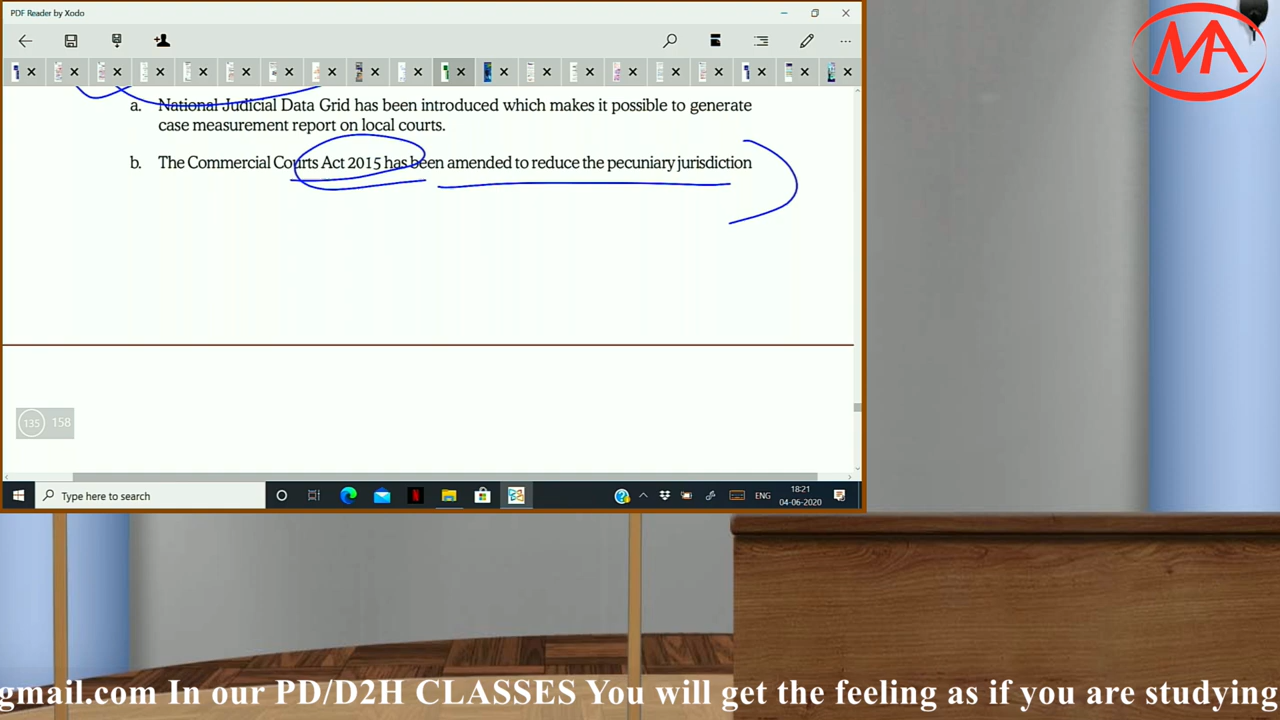 PDF Reader by Xodo
MA
a. National Judicial Data Grid has been introduced which makes it possible to generate
case measurement report on local courts.
b. The Commercial Courts Act 2015 has been amended to reduce the pecuniary jurisdiction
135 158
Type here to search
ENG
18:21
04-06-2020
gmail.com In our PD/D2H CLASSES You will get the feeling as if you are studying